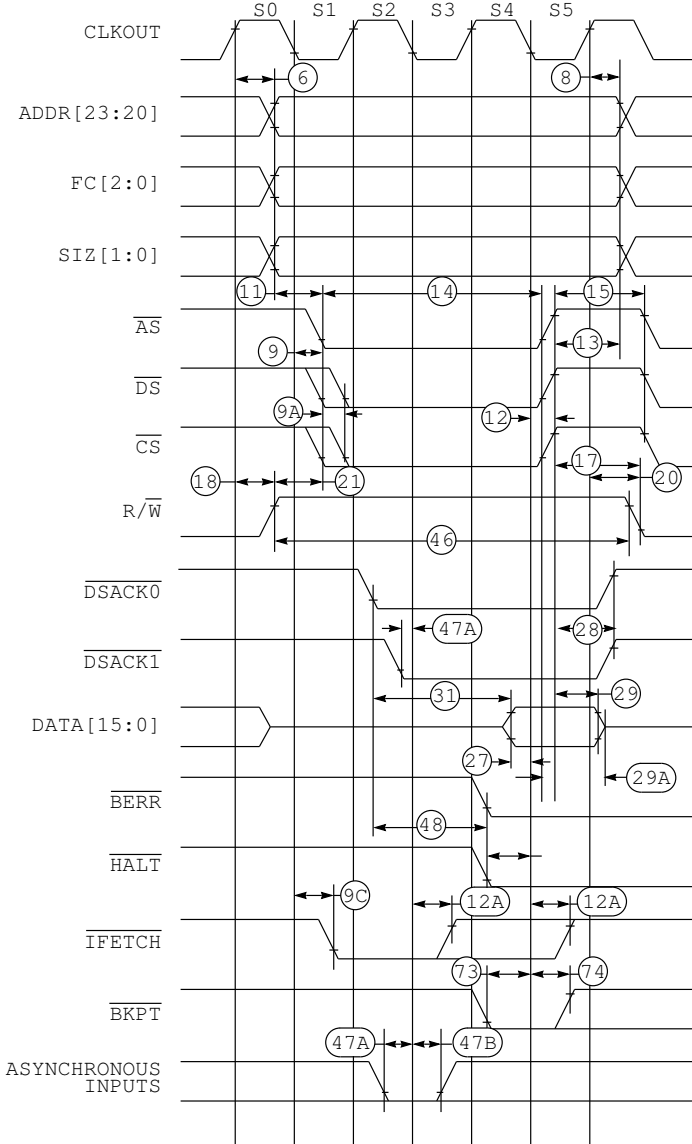 S0 S1 S2 S3 S4 S5
CLKOUT
6 8
ADDR[23:20]
FC[2:0]
SIZ[1:0]
11 14 15
AS
9 13
DS
9A 12
CS
17
18 21 20
R/W
46
DSACK0
47A 28
DSACK1
31 29
DATA[15:0]
27 29A
BERR
48
HALT
9C 12A 12A
IFETCH
73 74
BKPT
47A 47B
ASYNCHRONOUS
INPUTS